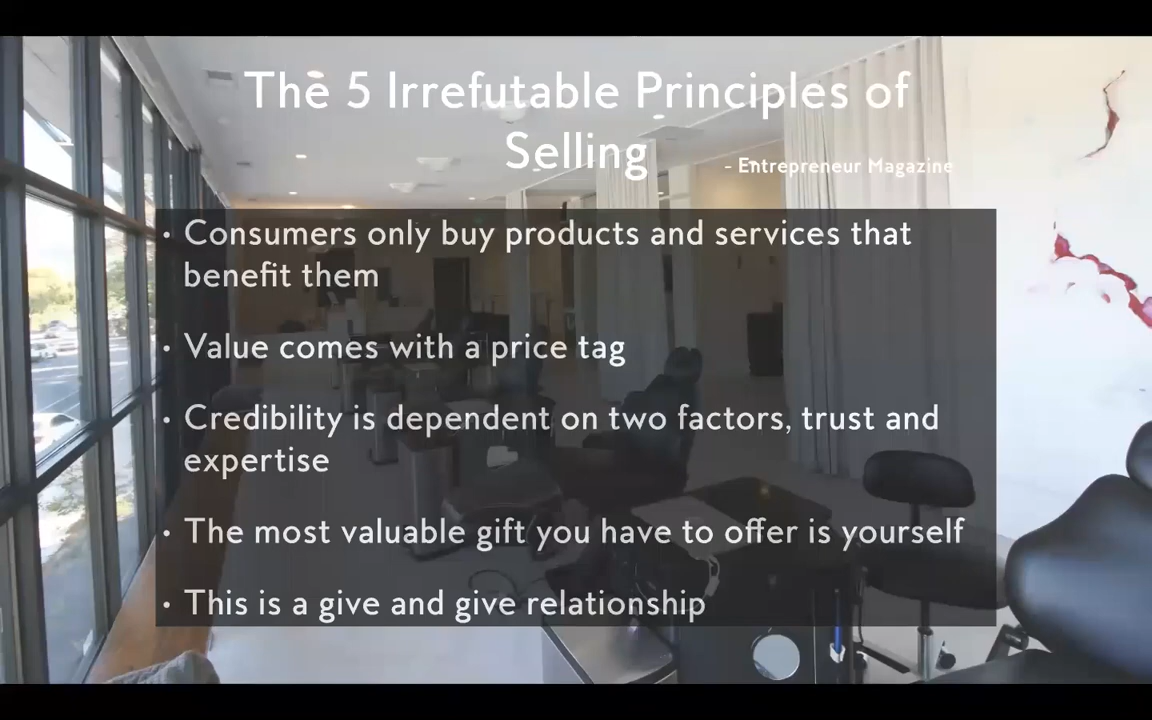 The 5 Irrefutable Principles of
Selling
- Entrepreneur Magazine
• Consumers only buy products and services that
benefit them
• Value comes with a price tag
• Credibility is dependent on two factors, trust and
expertise
• The most valuable gift you have to offer is yourself
• This is a give and give relationship